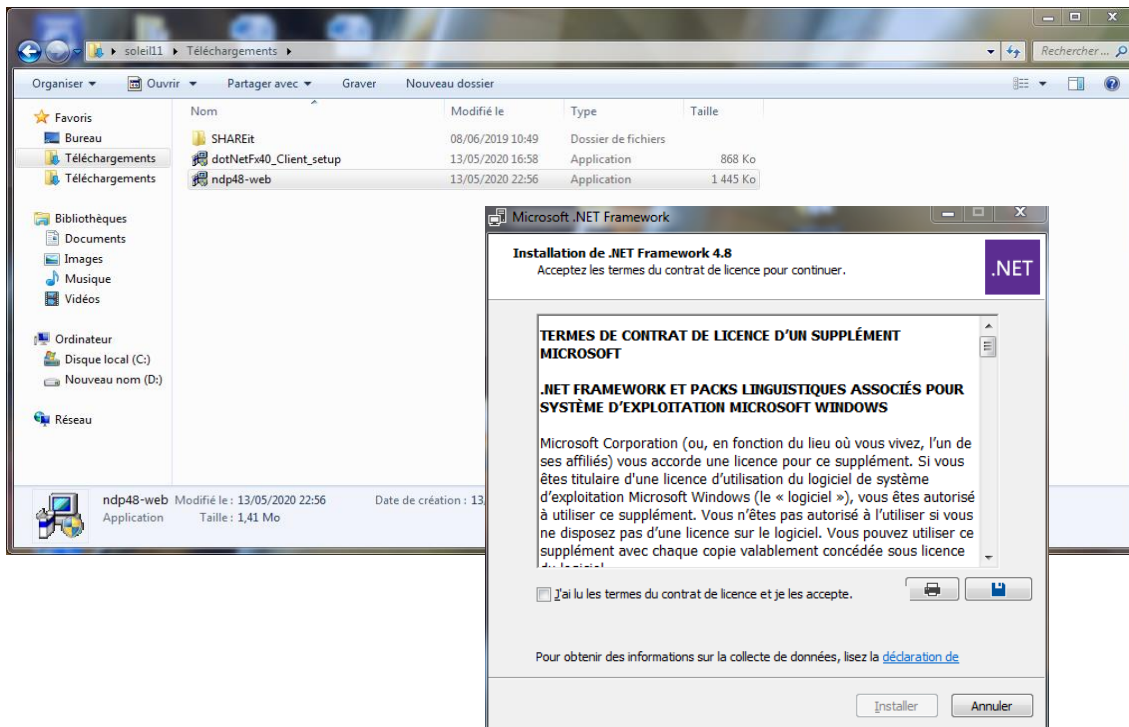 soleil11 ▸ Téléchargements ▸
Rechercher ...
Organiser ▾ Ouvrir ▾ Partager avec ▾ Graver Nouveau dossier
Favoris
Bureau
Téléchargements
Téléchargements
Bibliothèques
Documents
Images
Musique
Vidéos
Ordinateur
Disque local (C:)
Nouveau nom (D:)
Réseau
Nom Modifié le Type Taille
SHAREit 08/06/2019 10:49 Dossier de fichiers
dotNetFx40_Client_setup 13/05/2020 16:58 Application 868 Ko
ndp48-web 13/05/2020 22:56 Application 1 445 Ko
ndp48-web Modifié le : 13/05/2020 22:56 Date de création : 13/
Application Taille : 1,41 Mo
Microsoft .NET Framework
Installation de .NET Framework 4.8
Acceptez les termes du contrat de licence pour continuer.
.NET
TERMES DE CONTRAT DE LICENCE D'UN SUPPLÉMENT
MICROSOFT
.NET FRAMEWORK ET PACKS LINGUISTIQUES ASSOCIÉS POUR
SYSTÈME D'EXPLOITATION MICROSOFT WINDOWS
Microsoft Corporation (ou, en fonction du lieu où vous vivez, l'un de
ses affiliés) vous accorde une licence pour ce supplément. Si vous
êtes titulaire d'une licence d'utilisation du logiciel de système
d'exploitation Microsoft Windows (le « logiciel »), vous êtes autorisé
à utiliser ce supplément. Vous n'êtes pas autorisé à l'utiliser si vous
ne disposez pas d'une licence sur le logiciel. Vous pouvez utiliser ce
supplément avec chaque copie valablement concédée sous licence
du logiciel.
J'ai lu les termes du contrat de licence et je les accepte.
Pour obtenir des informations sur la collecte de données, lisez la déclaration de
Installer Annuler